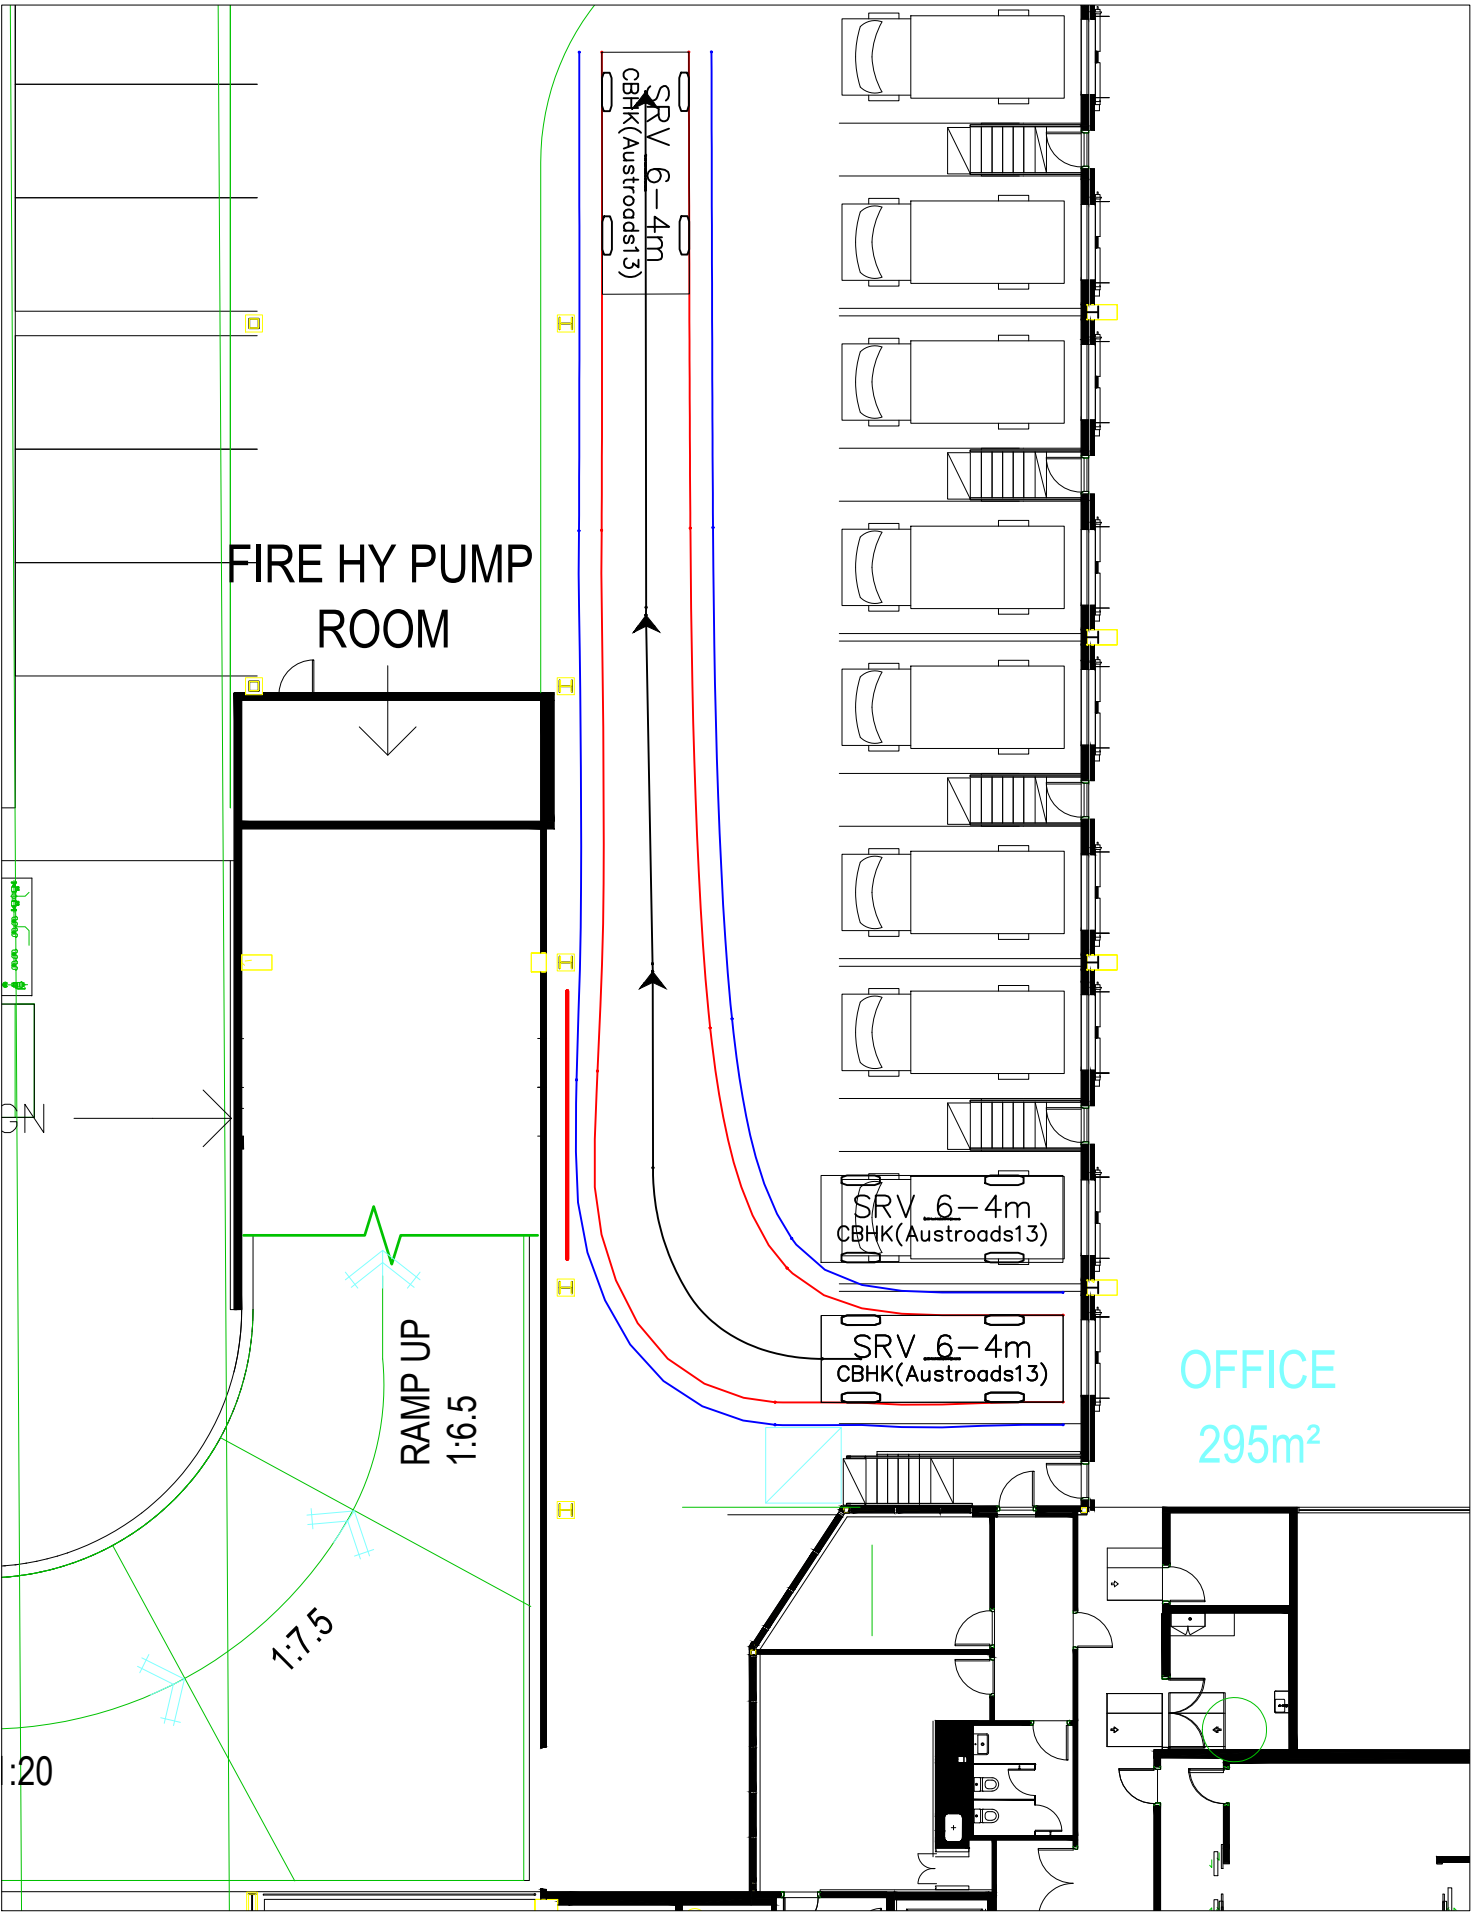 SRV 6-4m
CBHK(Austroads13)
FIRE HY PUMP
ROOM
GN
SRV 6-4m
CBHK(Austroads13)
SRV 6-4m
CBHK(Austroads13)
RAMP UP
1:6.5
OFFICE
295m²
1:7.5
:20